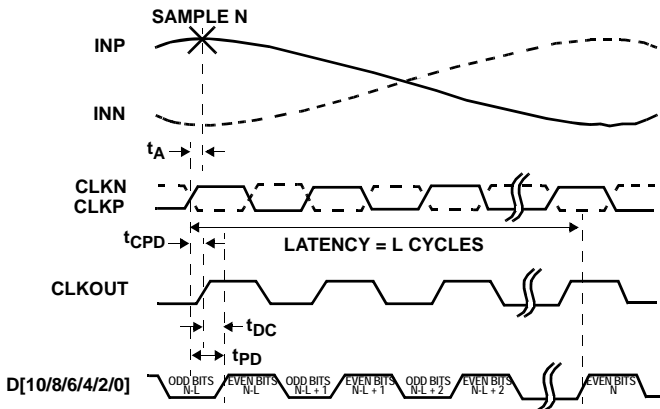 SAMPLE N
INP
INN
tA
CLKN
CLKP
tCPD
LATENCY = L CYCLES
CLKOUT
tDC
tPD
D[10/8/6/4/2/0]
ODD BITS
N-L
EVEN BITS
N-L
ODD BITS
N-L + 1
EVEN BITS
N-L + 1
ODD BITS
N-L + 2
EVEN BITS
N-L + 2
EVEN BITS
N